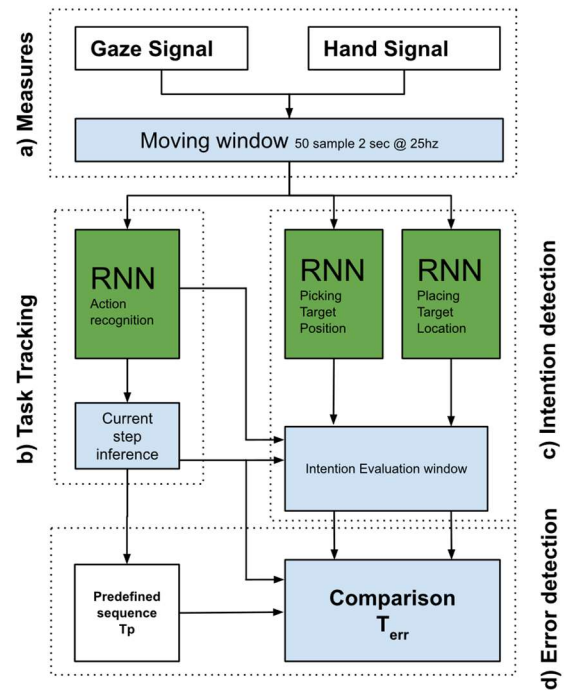 a) Measures
Gaze Signal
Hand Signal
Moving window 50 sample 2 sec @ 25hz
b) Task Tracking
RNN
Action
recognition
Current
step
inference
c) Intention detection
RNN
Picking
Target
Position
RNN
Placing
Target
Location
Intention Evaluation window
d) Error detection
Predefined
sequence
Tp
Comparison
Terr